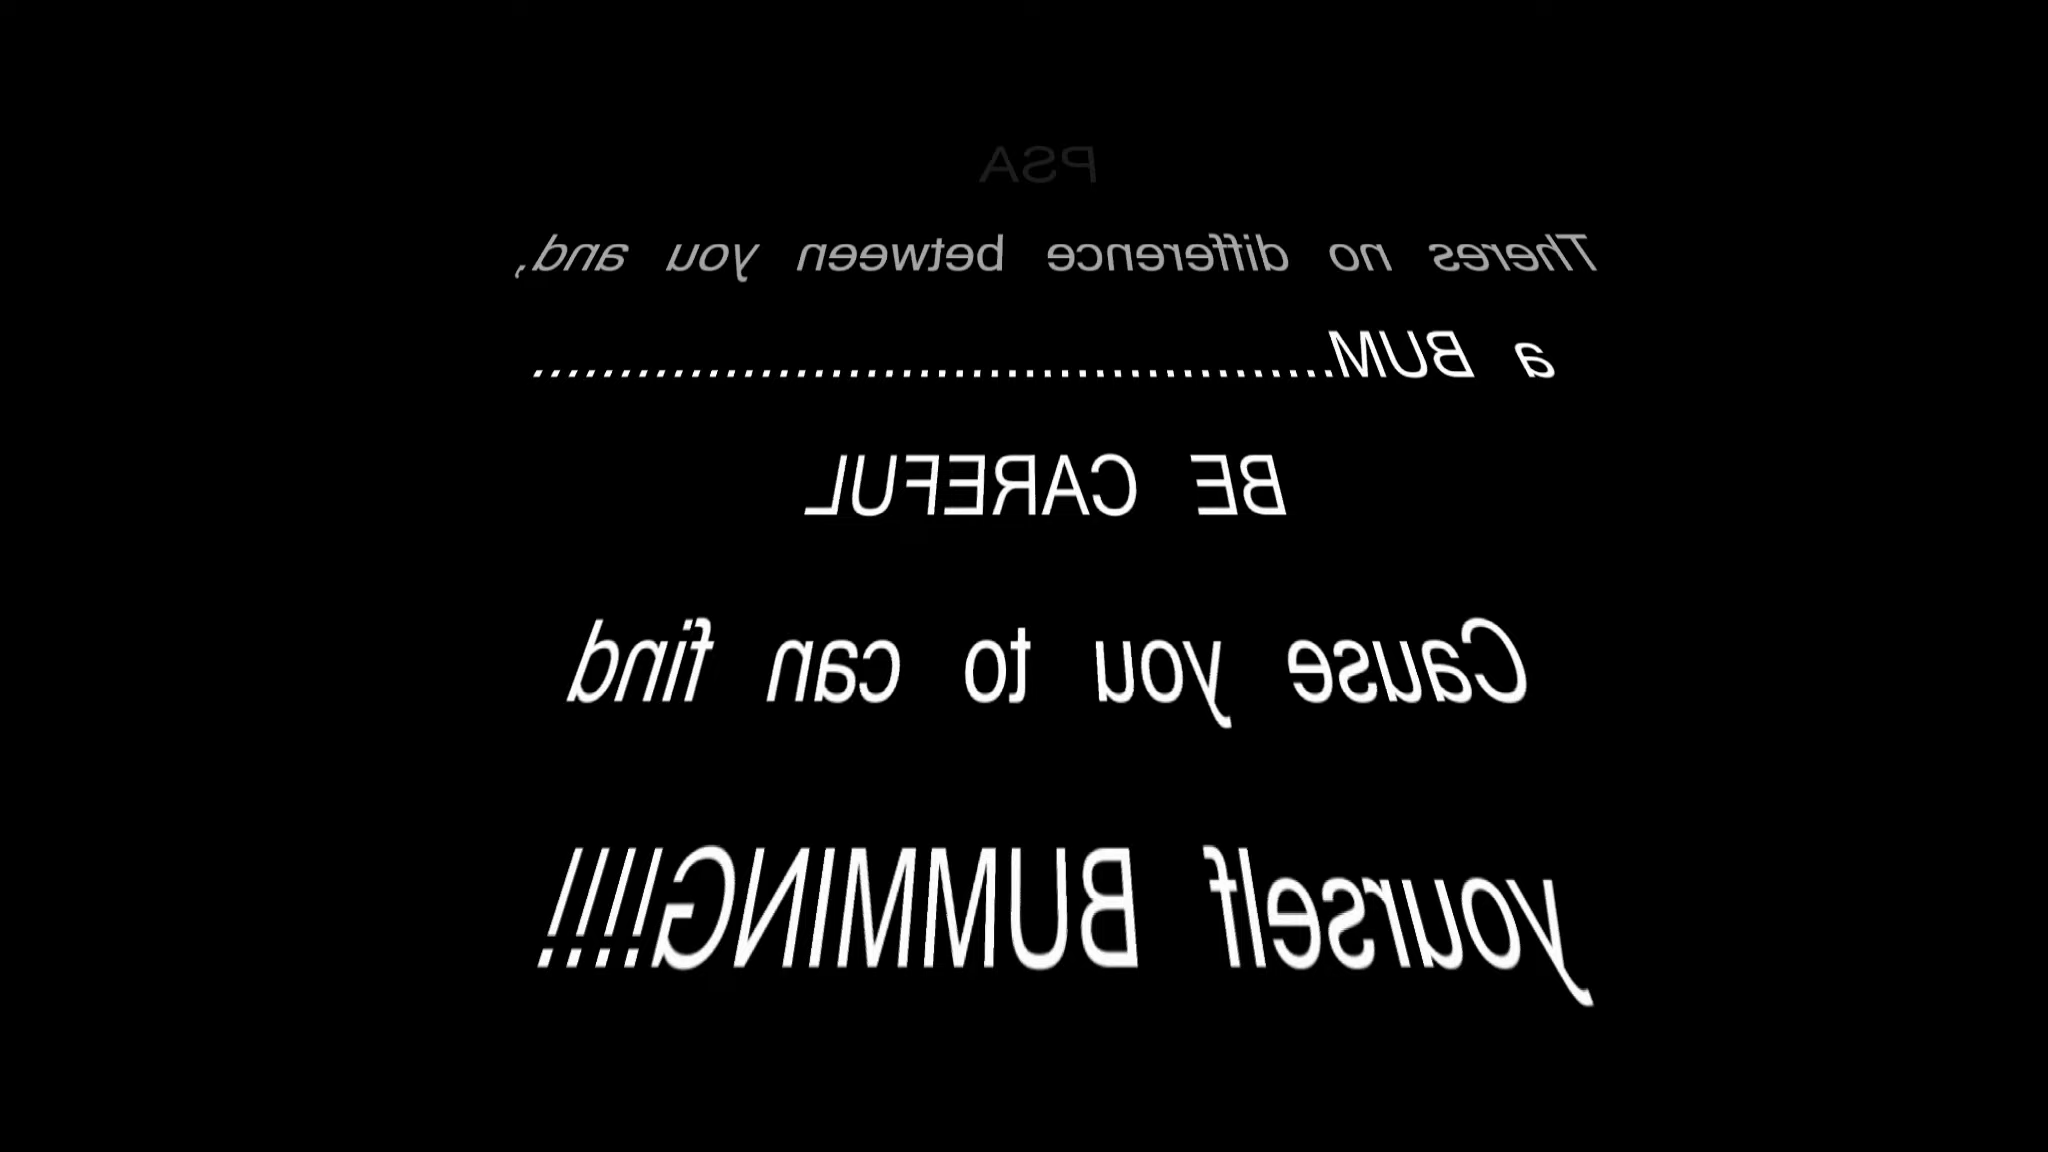 PSA
Theres no difference between you and,
a BUM............................................
BE CAREFUL
Cause you to can find
yourself BUMMING!!!!